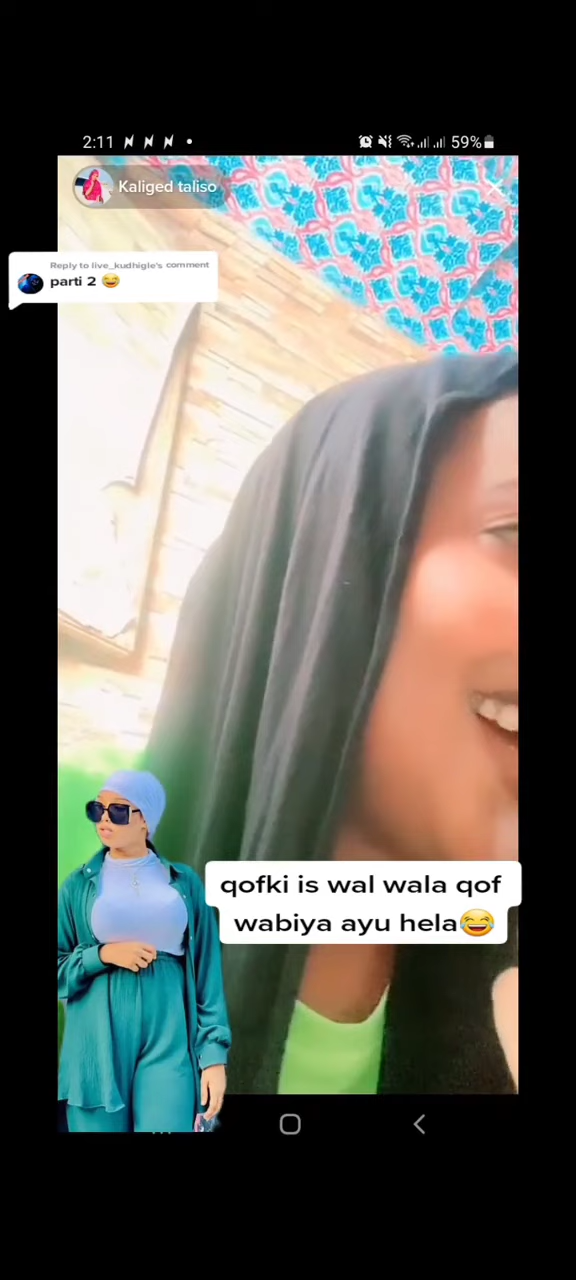 2:11
59%
Kaliged taliso
Reply to live_kudhigle's comment
parti 2 😂
qofki is wal wala qof
wabiya ayu hela😂